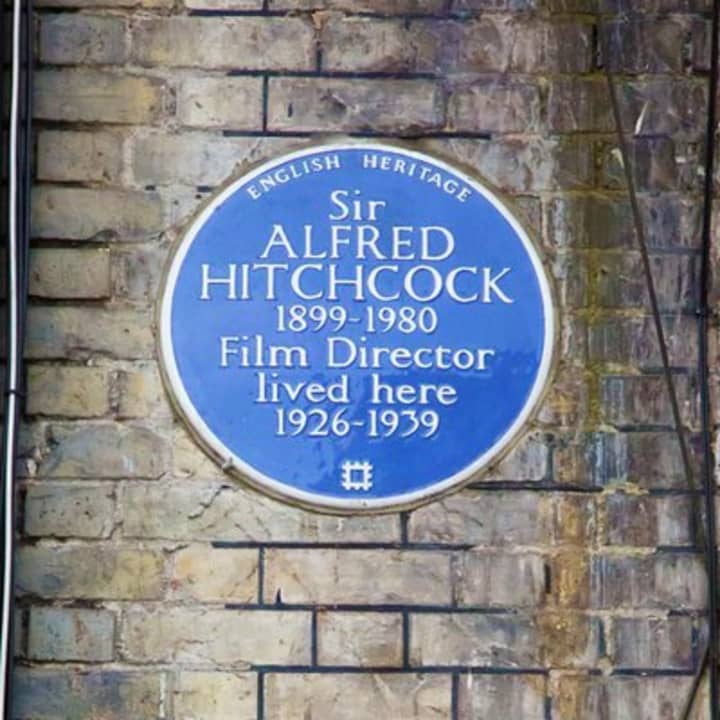 ENGLISH HERITAGE
Sir
ALFRED
HITCHCOCK
1899-1980
Film Director
lived here
1926-1939